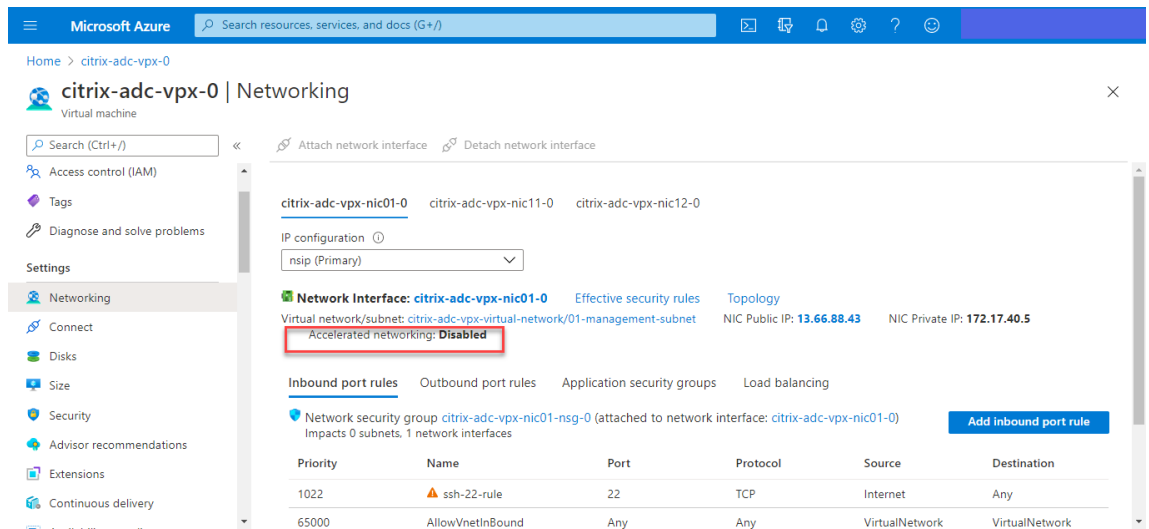 Microsoft Azure
Search resources, services, and docs (G+/)
Home > citrix-adc-vpx-0
citrix-adc-vpx-0 | Networking
Virtual machine
Search (Ctrl+/)
«
Attach network interface
Detach network interface
Access control (IAM)
Tags
Diagnose and solve problems
Settings
Networking
Connect
Disks
Size
Security
Advisor recommendations
Extensions
Continuous delivery
citrix-adc-vpx-nic01-0 citrix-adc-vpx-nic11-0 citrix-adc-vpx-nic12-0
IP configuration
nsip (Primary)
Network Interface: citrix-adc-vpx-nic01-0 Effective security rules Topology
Virtual network/subnet: citrix-adc-vpx-virtual-network/01-management-subnet NIC Public IP: 13.66.88.43 NIC Private IP: 172.17.40.5
Accelerated networking: Disabled
Inbound port rules Outbound port rules Application security groups Load balancing
Network security group citrix-adc-vpx-nic01-nsg-0 (attached to network interface: citrix-adc-vpx-nic01-0)
Impacts 0 subnets, 1 network interfaces
Add inbound port rule
Priority Name Port Protocol Source Destination
1022 ssh-22-rule 22 TCP Internet Any
65000 AllowVnetInBound Any Any VirtualNetwork VirtualNetwork